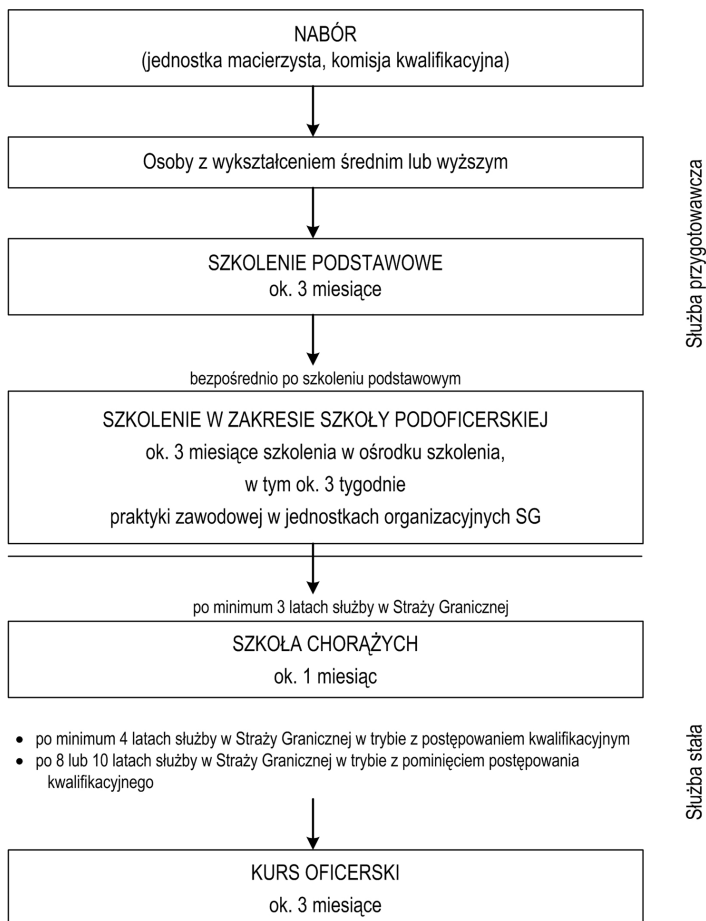 NABÓR
(jednostka macierzysta, komisja kwalifikacyjna)
Osoby z wykształceniem średnim lub wyższym
SZKOLENIE PODSTAWOWE
ok. 3 miesiące
bezpośrednio po szkoleniu podstawowym
SZKOLENIE W ZAKRESIE SZKOŁY PODOFICERSKIEJ
ok. 3 miesiące szkolenia w ośrodku szkolenia,
w tym ok. 3 tygodnie
praktyki zawodowej w jednostkach organizacyjnych SG
Służba przygotowawcza
po minimum 3 latach służby w Straży Granicznej
SZKOŁA CHORĄŻYCH
ok. 1 miesiąc
• po minimum 4 latach służby w Straży Granicznej w trybie z postępowaniem kwalifikacyjnym
• po 8 lub 10 latach służby w Straży Granicznej w trybie z pominięciem postępowania
kwalifikacyjnego
KURS OFICERSKI
ok. 3 miesiące
Służba stała